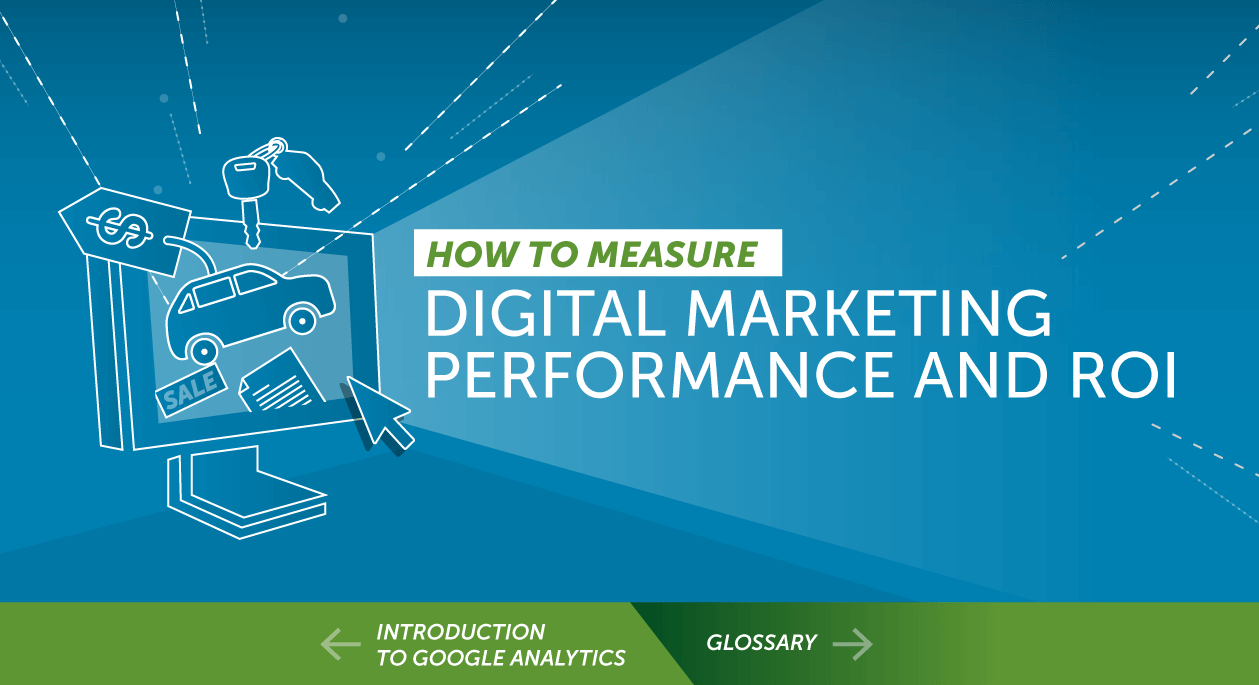 $
HOW TO MEASURE
DIGITAL MARKETING
PERFORMANCE AND ROI
SALE
INTRODUCTION
TO GOOGLE ANALYTICS
GLOSSARY